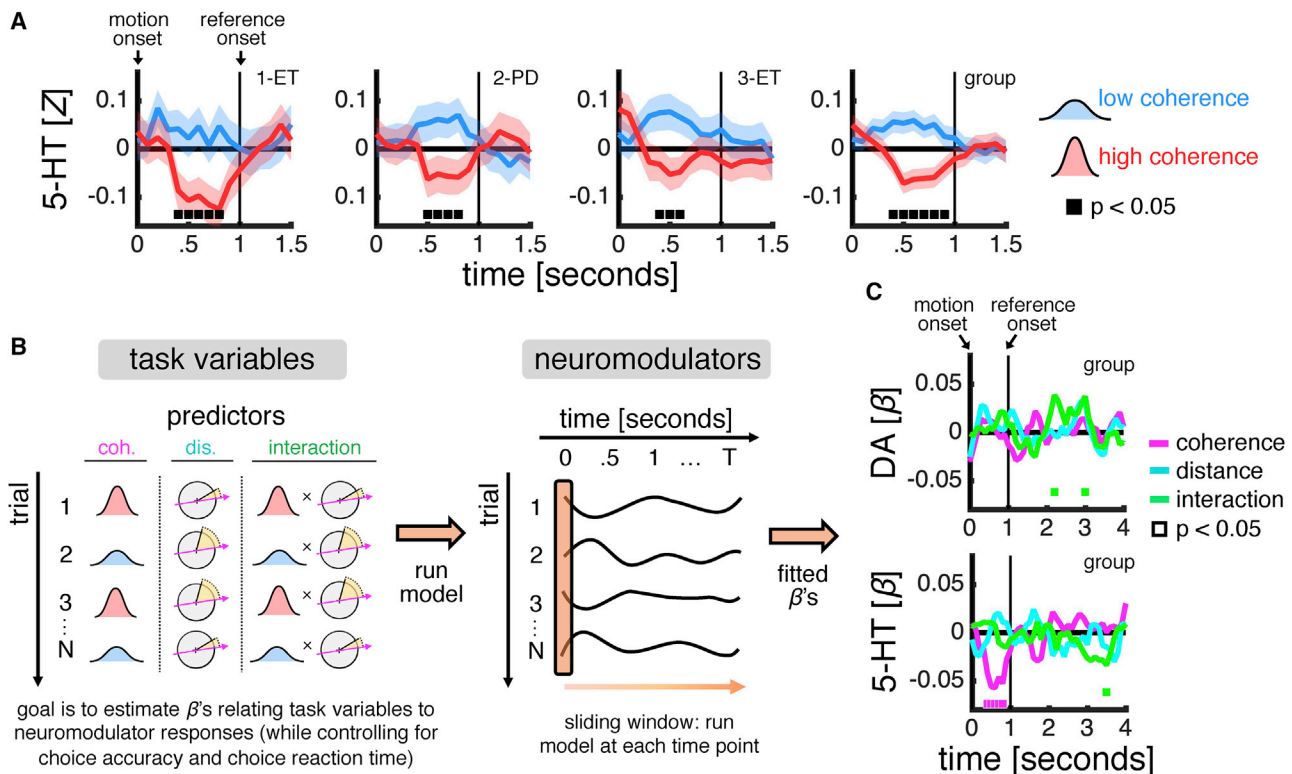 A
motion onset
reference onset
1-ET
2-PD
3-ET
group
5-HT [Z]
0.1
0
-0.1
0.1
0
0.1
0.1
0
-0.1
0.1
0
-0.1
0 .5 1 1.5
0 .5 1 1.5
0 .5 1 1.5
0 .5 1 1.5
time [seconds]
low coherence
high coherence
p < 0.05
B
task variables
predictors
coh. dis. interaction
trial
1
×
2
×
3
×
⋮
N
×
goal is to estimate β's relating task variables to
neuromodulator responses (while controlling for
choice accuracy and choice reaction time)
run
model
neuromodulators
time [seconds]
0 .5 1 ... T
trial
1
2
3
⋮
N
sliding window: run
model at each time point
fitted
β's
C
motion
onset
reference
onset
group
DA [β]
0.05
0
-0.05
0 1 2 3 4
coherence
distance
interaction
p < 0.05
group
5-HT [β]
0.05
0
-0.05
0 1 2 3 4
time [seconds]